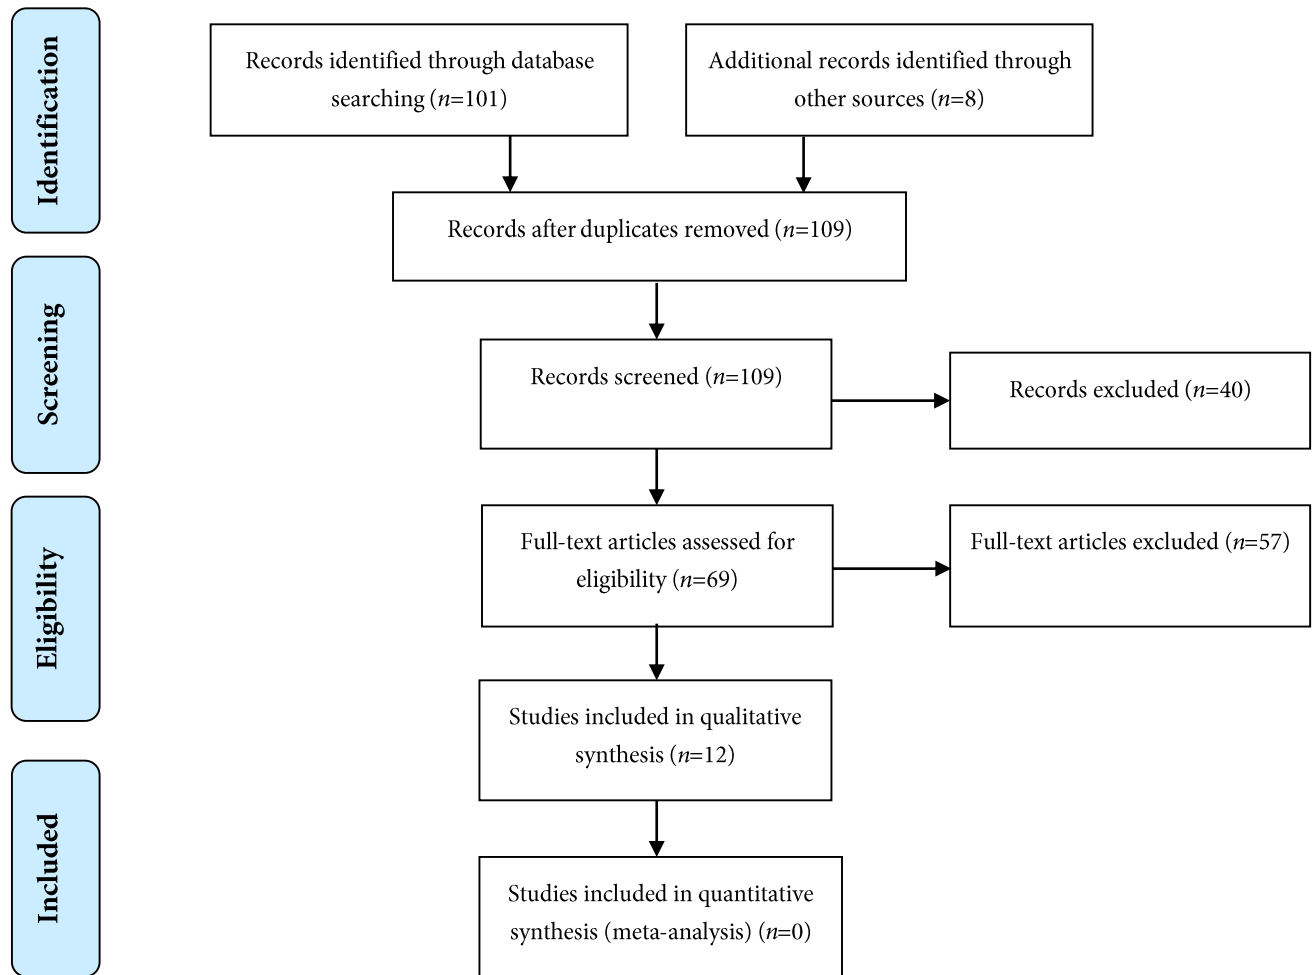 Identification
Records identified through database
searching (n=101)
Additional records identified through
other sources (n=8)
Records after duplicates removed (n=109)
Screening
Records screened (n=109)
Records excluded (n=40)
Eligibility
Full-text articles assessed for
eligibility (n=69)
Full-text articles excluded (n=57)
Studies included in qualitative
synthesis (n=12)
Included
Studies included in quantitative
synthesis (meta-analysis) (n=0)